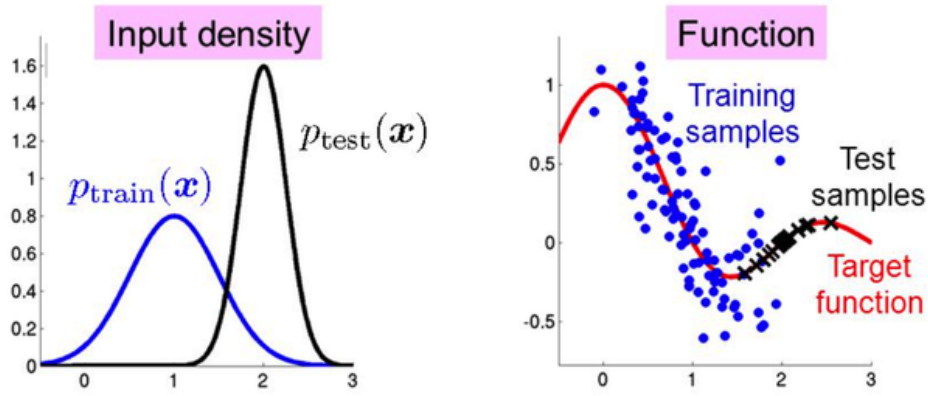 Input density
1.6
1.4
1.2
1
0.8
0.6
0.4
0.2
0
0
1
2
3
p_train(x)
p_test(x)
Function
1
0.5
0
-0.5
0
1
2
3
Training
samples
Test
samples
Target
function